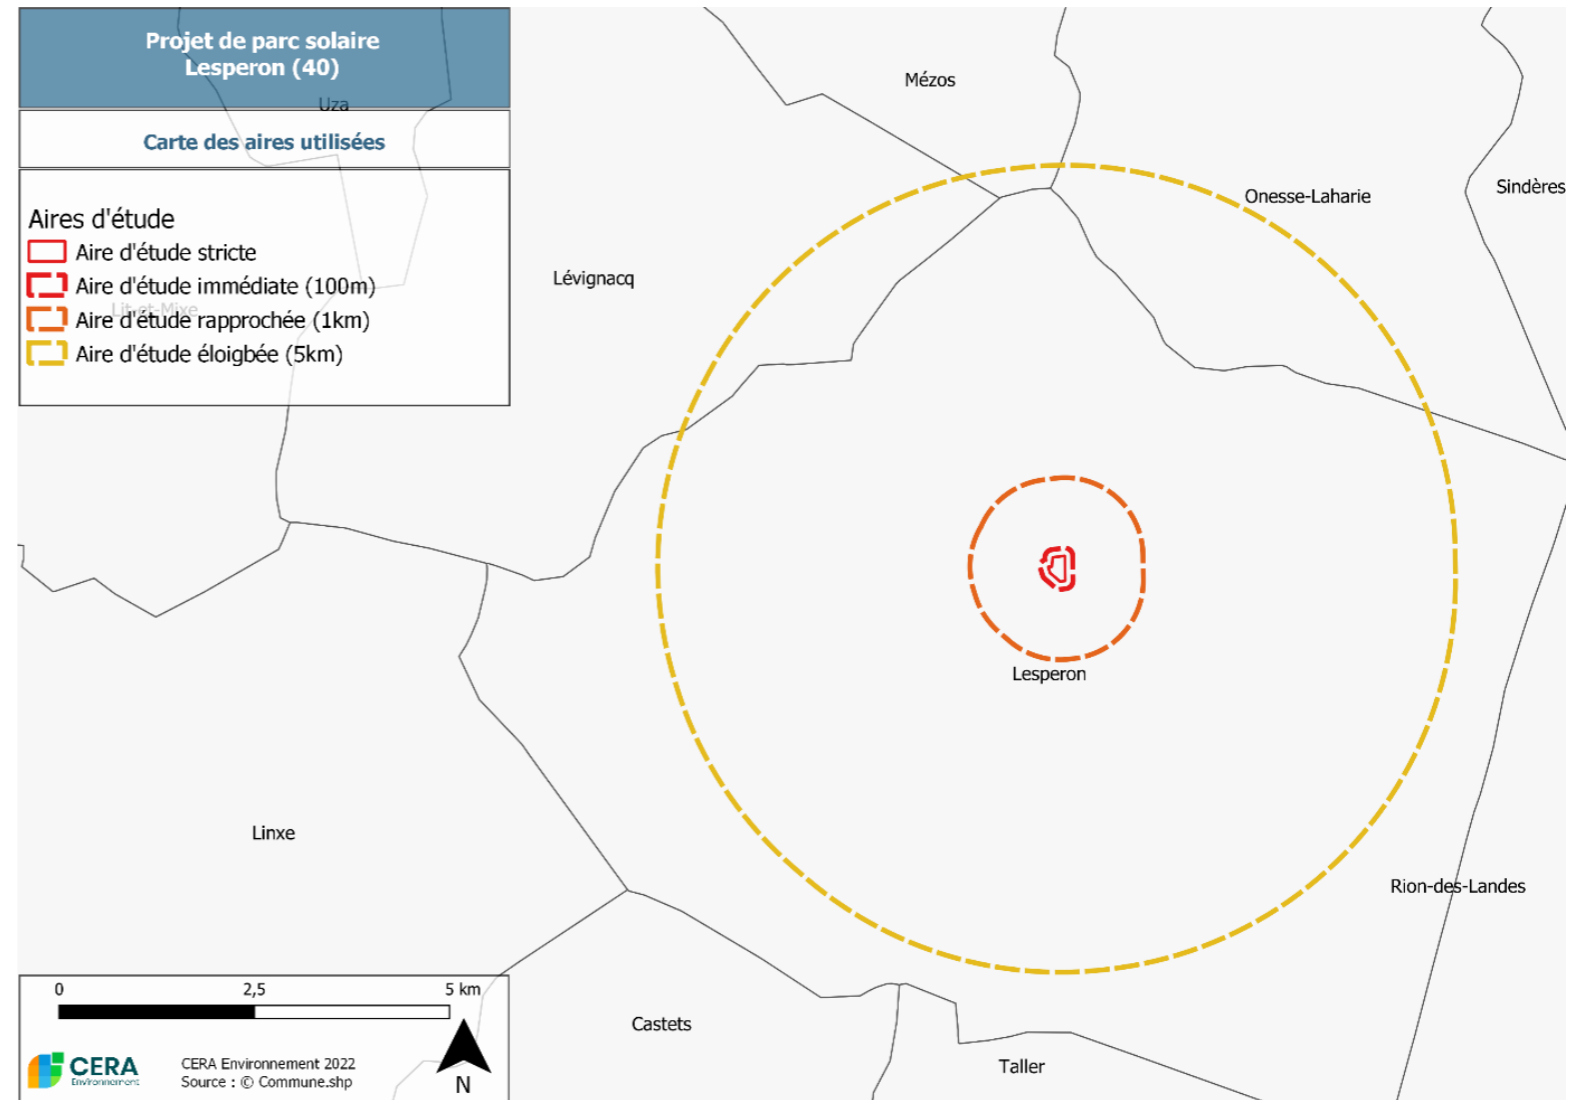 Projet de parc solaire
Lesperon (40)
Uza
Carte des aires utilisées
Aires d'étude
Aire d'étude stricte
Aire d'étude immédiate (100m)
Lit-et-Mixe
Aire d'étude rapprochée (1km)
Aire d'étude éloigbée (5km)
Mézos
Onesse-Laharie
Sindères
Lévignacq
Lesperon
Linxe
Rion-des-Landes
Castets
Taller
0 2,5 5 km
CERA
Environnement
CERA Environnement 2022
Source : © Commune.shp
N